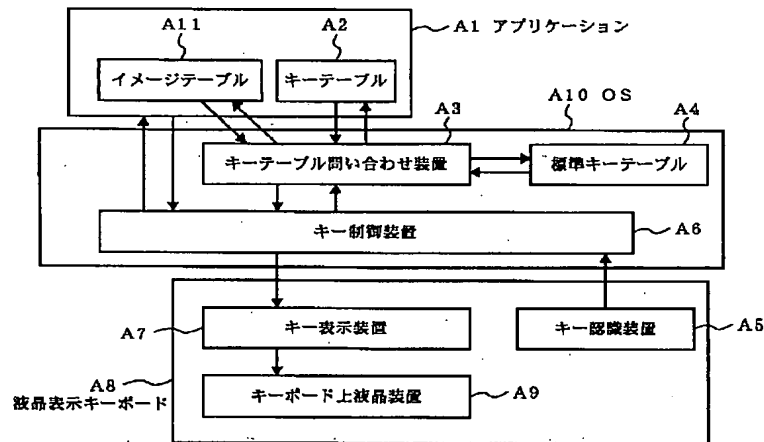 A11
A2
A1 アプリケーション
イメージテーブル
キーテーブル
A10 OS
A3
A4
キーテーブル問い合わせ装置
標準キーテーブル
キー制御装置
A6
キー表示装置
キー認識装置
A7
A5
A8
液晶表示キーボード
キーボード上液晶装置
A9